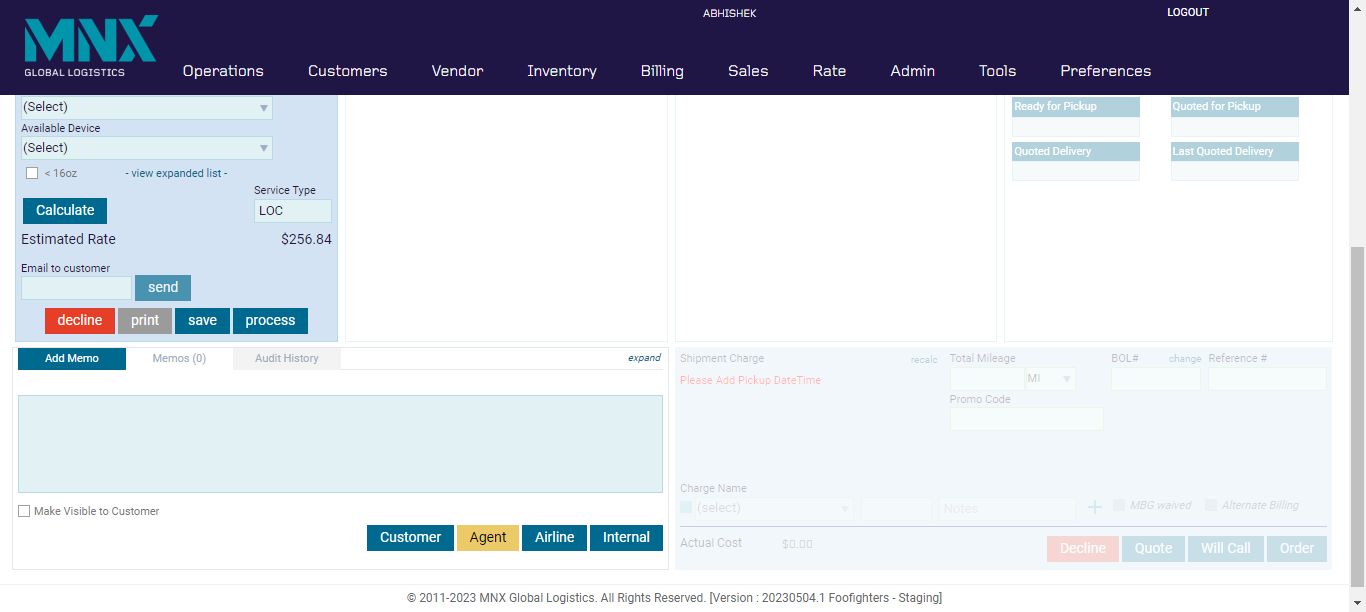 ABHISHEK
LOGOUT
MNX
GLOBAL LOGISTICS
Operations
Customers
Vendor
Inventory
Billing
Sales
Rate
Admin
Tools
Preferences
(Select)
Available Device
(Select)
< 16oz
- view expanded list -
Service Type
Calculate
LOC
Estimated Rate
$256.84
Email to customer
send
decline
print
save
process
Ready for Pickup
Quoted for Pickup
Quoted Delivery
Last Quoted Delivery
Add Memo
Memos (0)
Audit History
expand
Make Visible to Customer
Customer
Agent
Airline
Internal
Shipment Charge
recalc
Total Mileage
BOL#
change
Reference #
Please Add Pickup DateTime
MI
Promo Code
Charge Name
(select)
Notes
+
MBG waived
Alternate Billing
Actual Cost
$0.00
Decline
Quote
Will Call
Order
© 2011-2023 MNX Global Logistics. All Rights Reserved. [Version : 20230504.1 Foofighters - Staging]